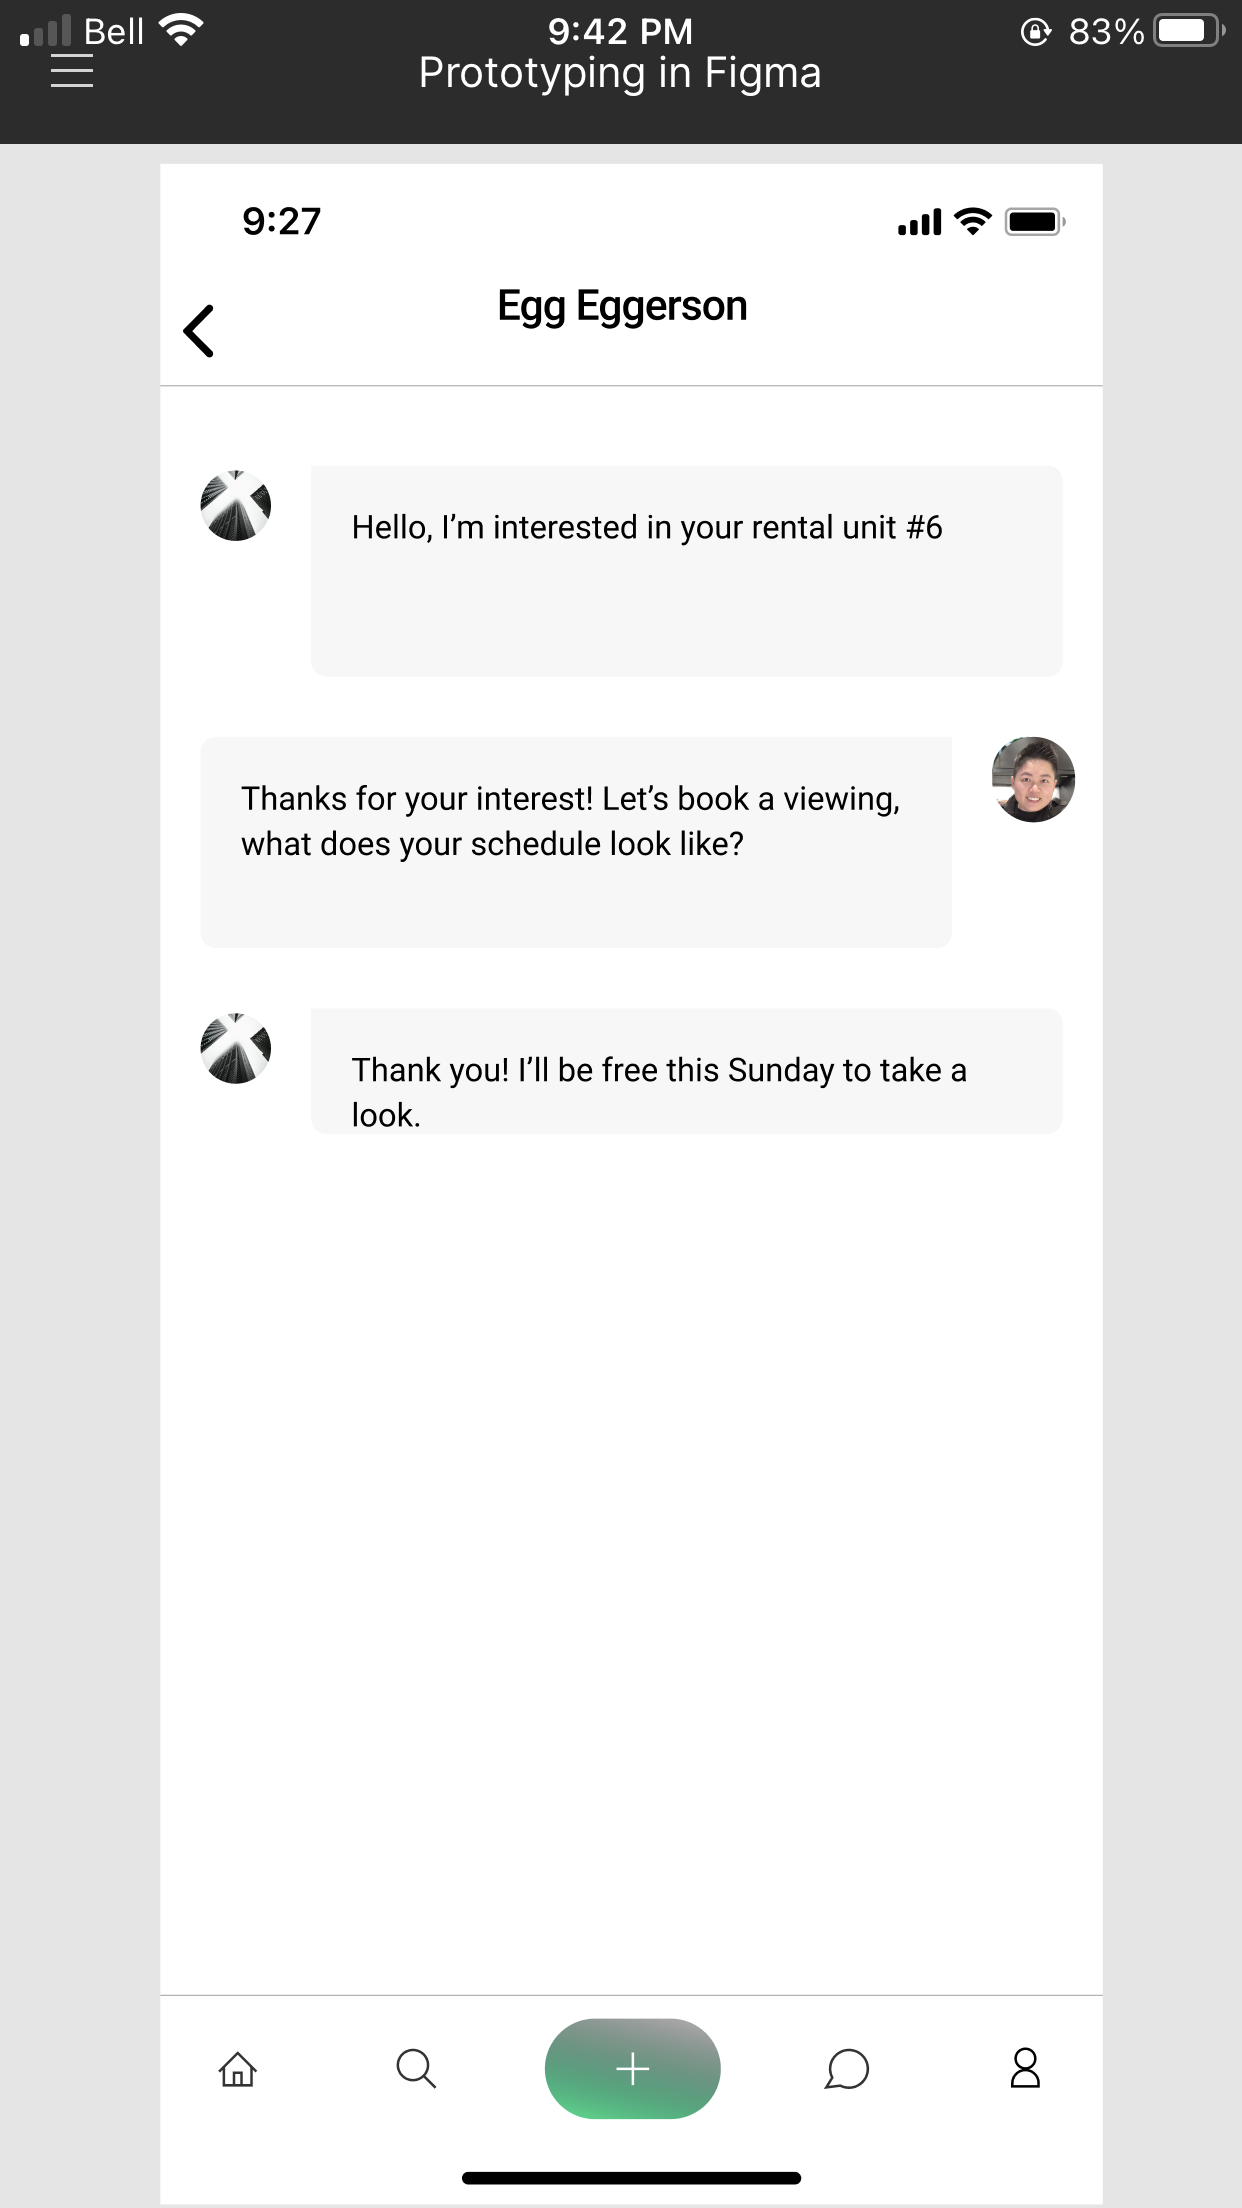 Bell 9:42 PM 83%
Prototyping in Figma
9:27
Egg Eggerson
Hello, I’m interested in your rental unit #6
Thanks for your interest! Let’s book a viewing,
what does your schedule look like?
Thank you! I’ll be free this Sunday to take a
look.